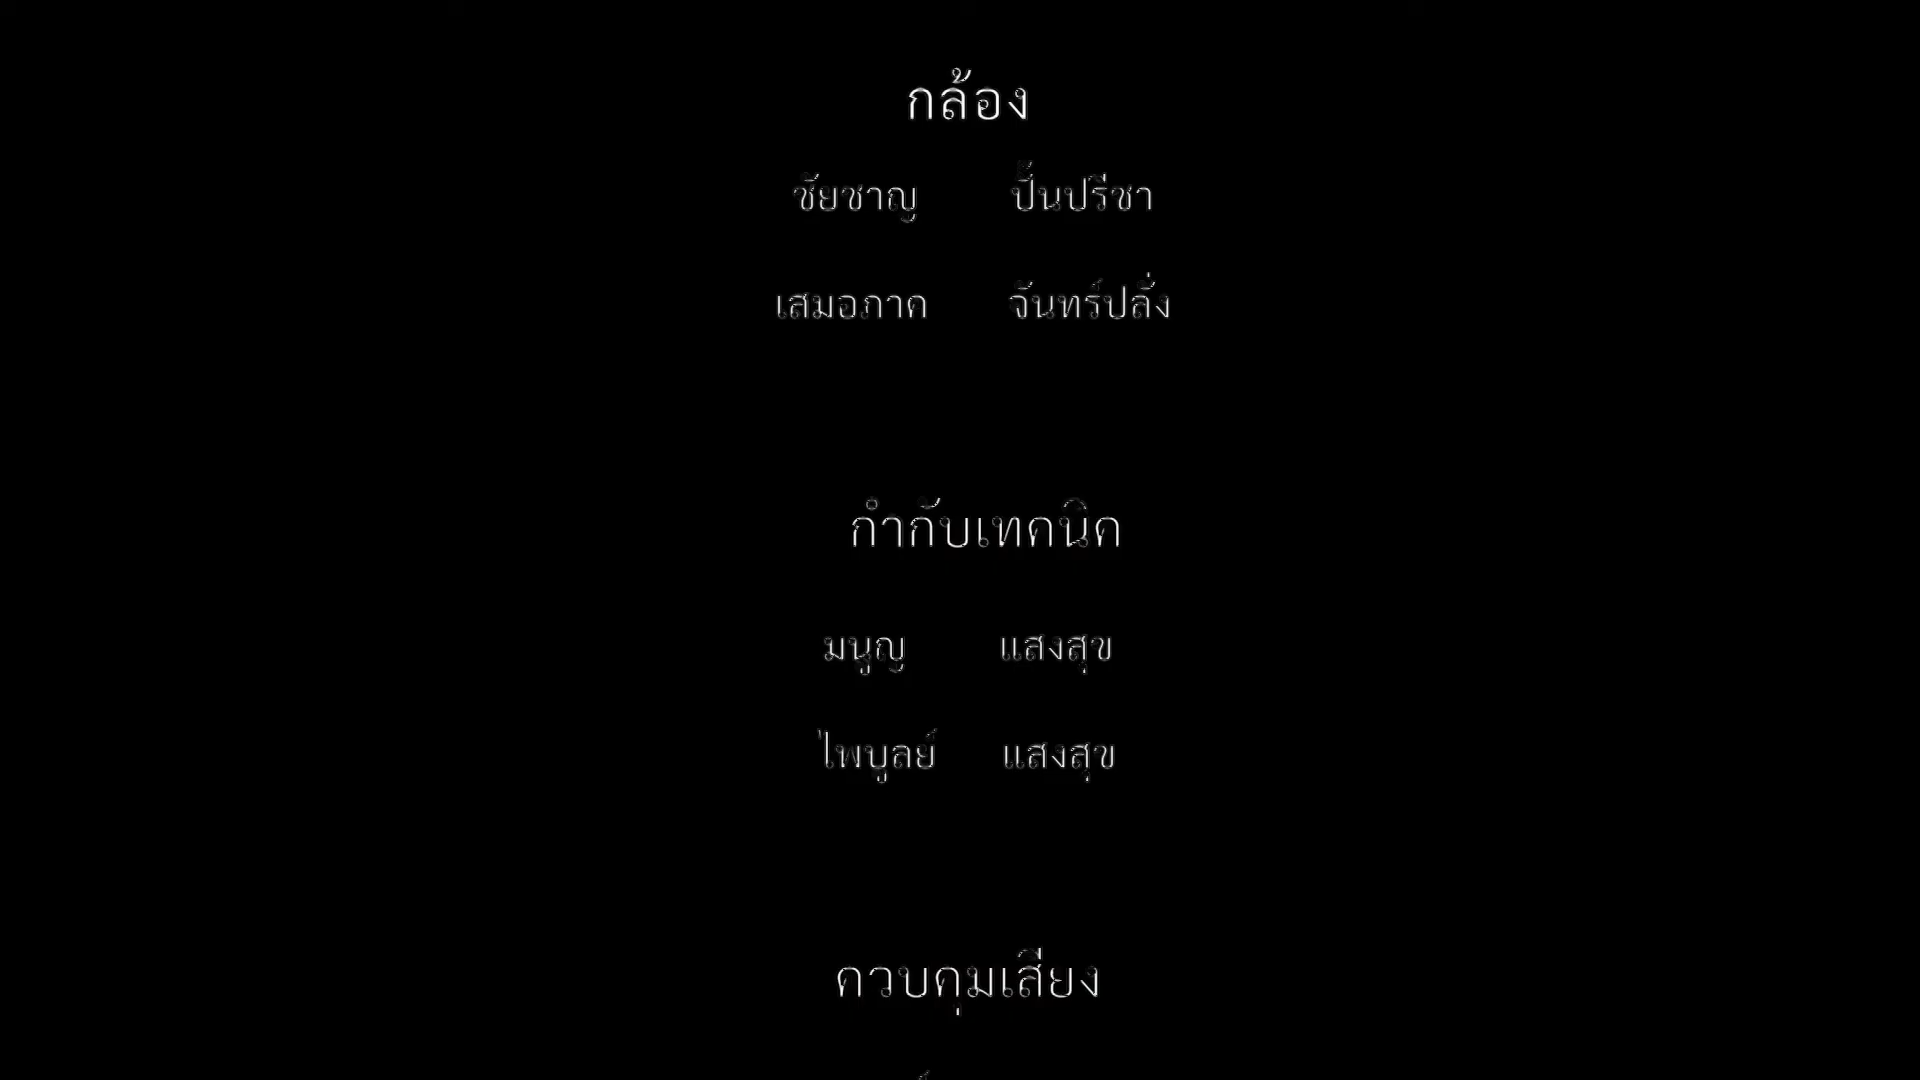 กล้อง
ชัยชาญ ปิ่นปรีชา
เสมอภาค จันทร์ปลั่ง
กำกับเทคนิค
มนูญ แสงสุข
ไพบูลย์ แสงสุข
ควบคุมเสียง